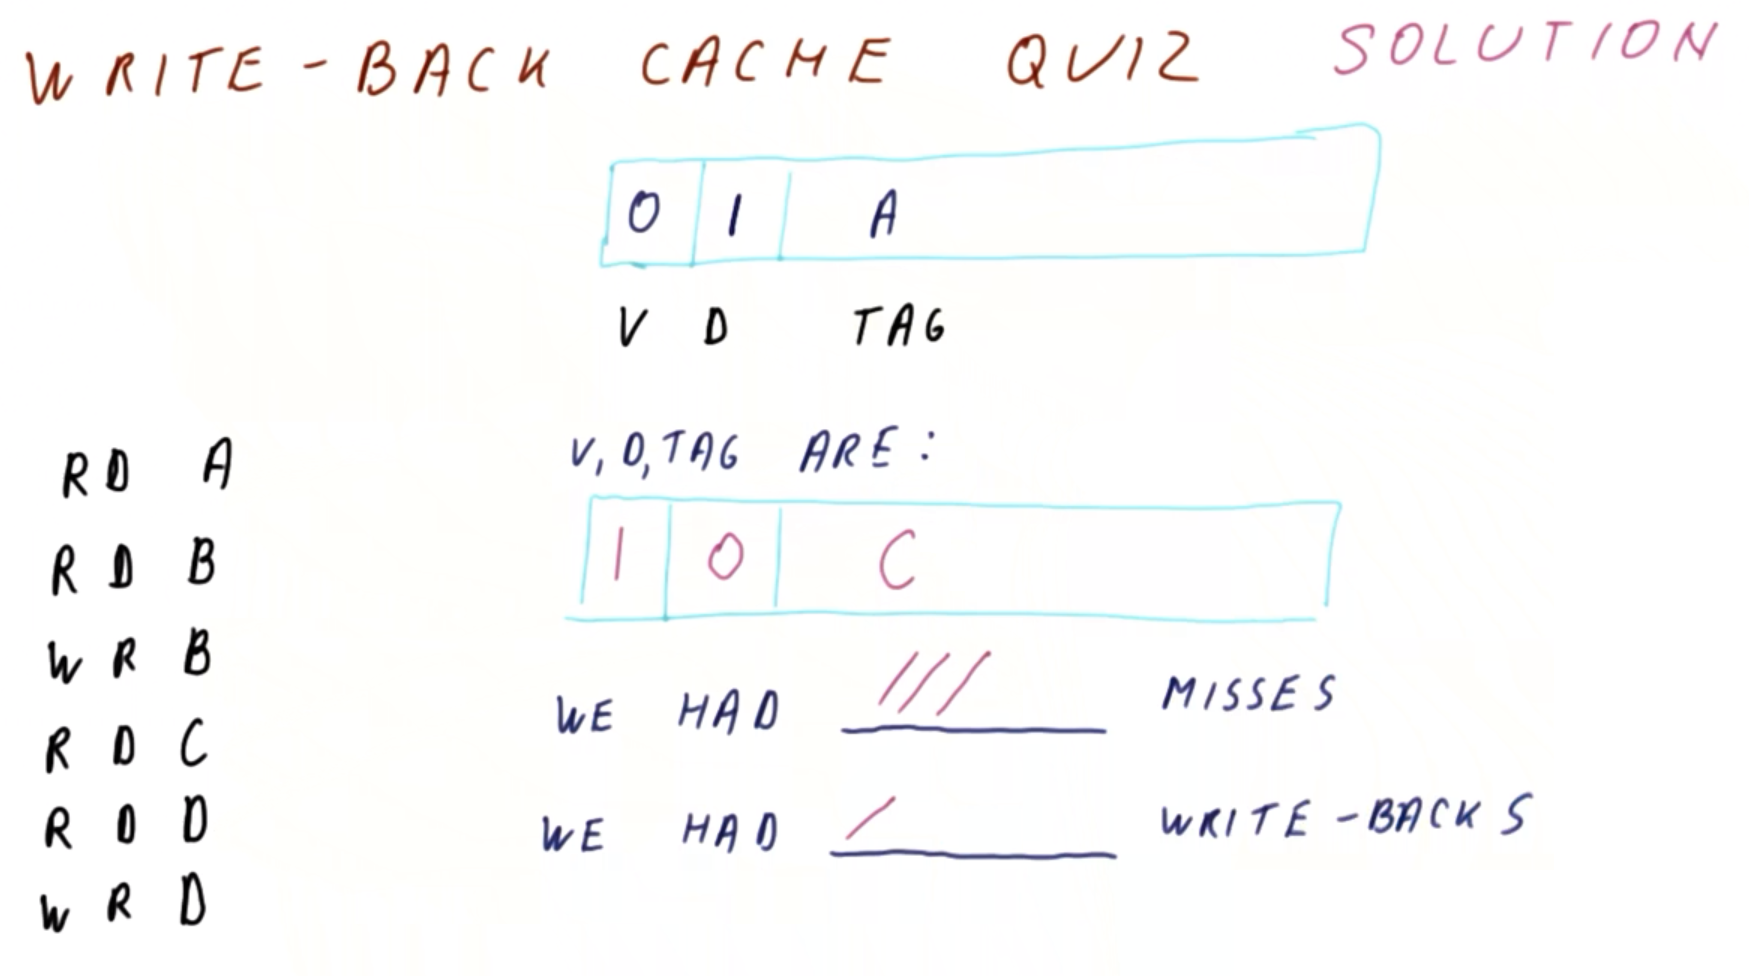 WRITE-BACK CACHE QUIZ SOLUTION
0 1 A
V D TAG
RD A
RD B
WR B
RD C
RD D
WR D
V, D, TAG ARE:
1 0 C
WE HAD /// MISSES
WE HAD / WRITE-BACKS